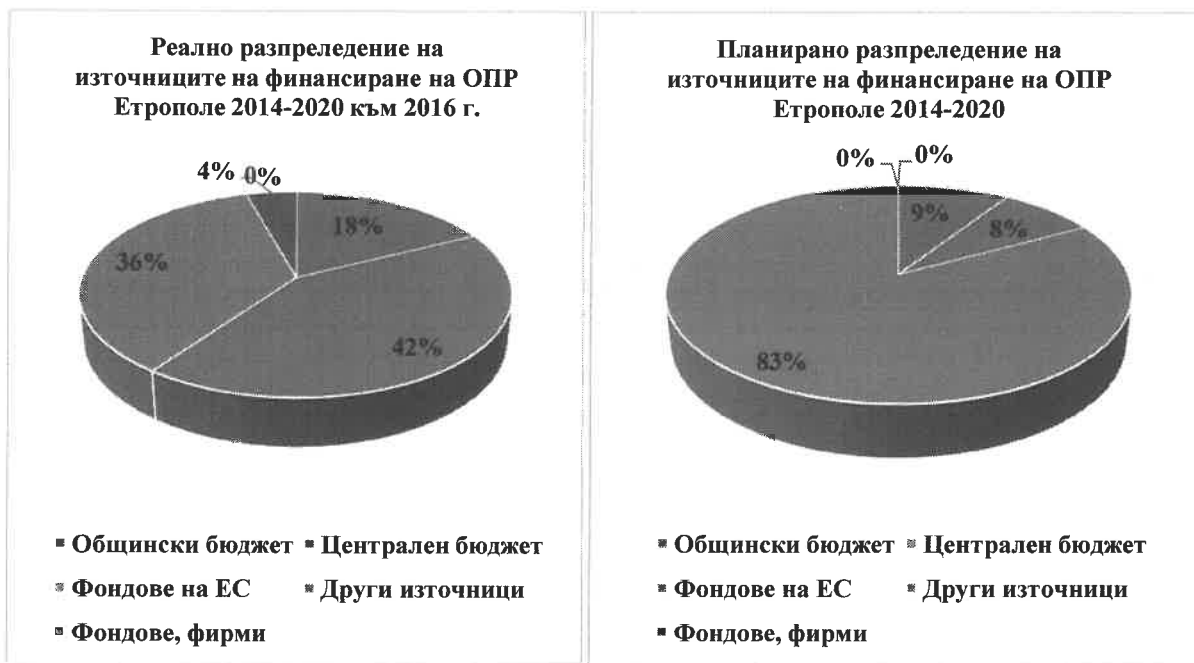 Реално разпреледение на
източниците на финансиране на ОПР
Етрополе 2014-2020 към 2016 г.
4% 0%
18%
36%
42%
■ Общински бюджет ■ Централен бюджет
■ Фондове на ЕС ■ Други източници
■ Фондове, фирми
Планирано разпреледение на
източниците на финансиране на ОПР
Етрополе 2014-2020
0% 0%
9%
8%
83%
■ Общински бюджет ■ Централен бюджет
■ Фондове на ЕС ■ Други източници
■ Фондове, фирми